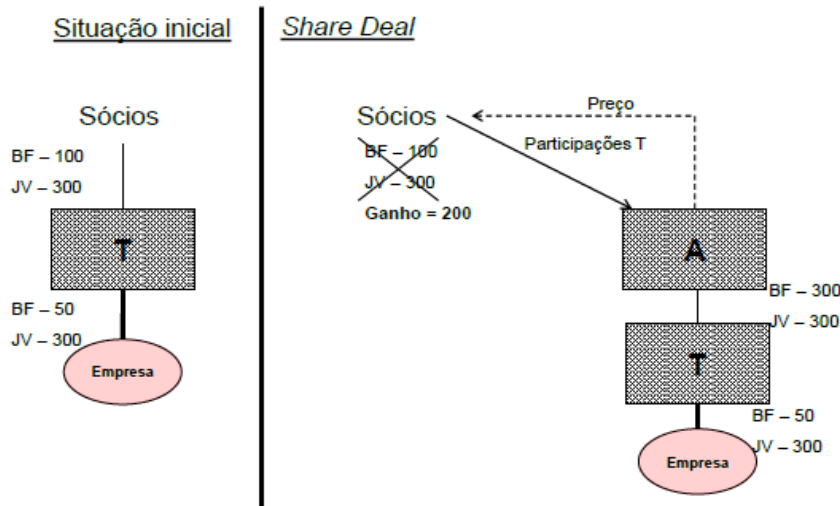 Situação inicial
Sócios
BF – 100
JV – 300
T
BF – 50
JV – 300
Empresa
Share Deal
Sócios
BF – 100
JV – 300
Ganho = 200
Preço
Participações T
A
BF – 300
JV – 300
T
BF – 50
JV – 300
Empresa